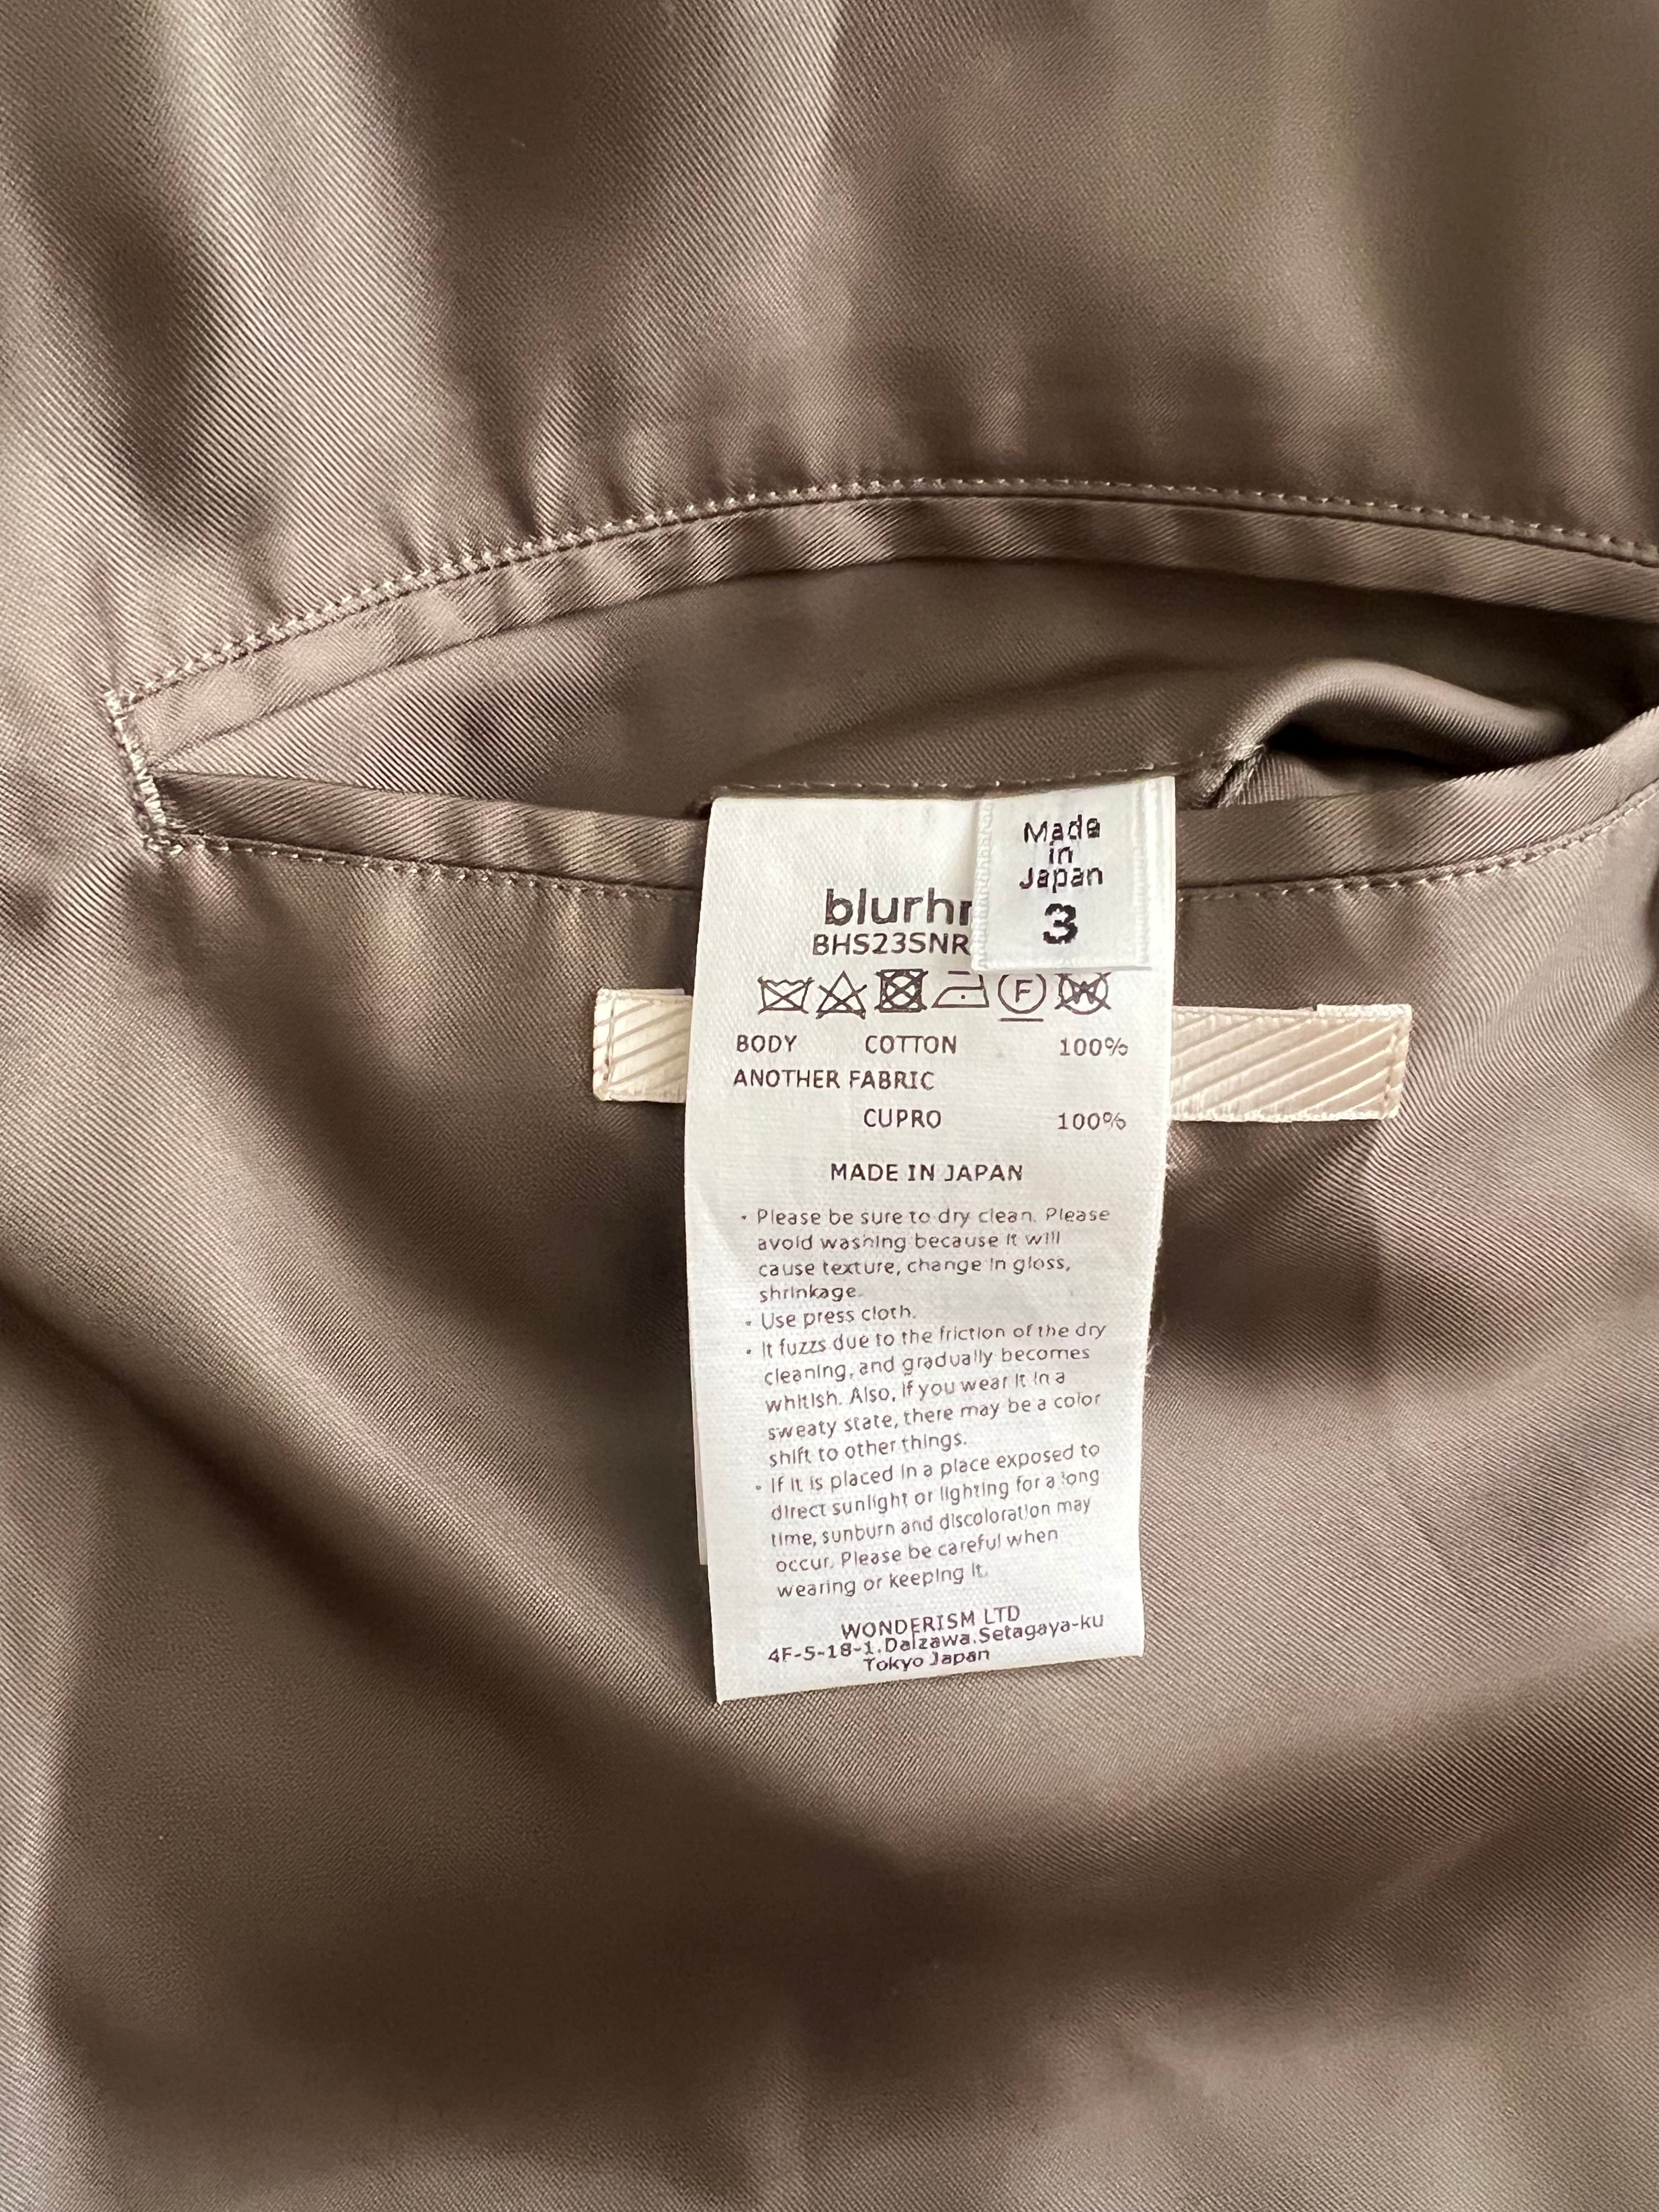 Made
in
Japan
3
blurhr
BHS23SNR
F
W
BODY COTTON 100%
ANOTHER FABRIC
CUPRO 100%
MADE IN JAPAN
• Please be sure to dry clean. Please
avoid washing because it will
cause texture, change in gloss,
shrinkage.
• Use press cloth.
• It fuzzs due to the friction of the dry
cleaning, and gradually becomes
whitish. Also, if you wear it in a
sweaty state, there may be a color
shift to other things.
• If it is placed in a place exposed to
direct sunlight or lighting for a long
time, sunburn and discoloration may
occur. Please be careful when
wearing or keeping it.
WONDERISM LTD
4F-5-18-1.Daizawa.Setagaya-ku
Tokyo Japan